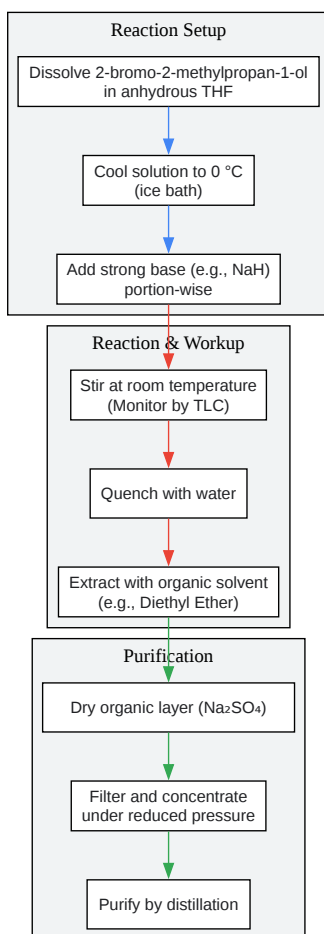 Reaction Setup
Dissolve 2-bromo-2-methylpropan-1-ol
in anhydrous THF
Cool solution to 0 °C
(ice bath)
Add strong base (e.g., NaH)
portion-wise
Reaction & Workup
Stir at room temperature
(Monitor by TLC)
Quench with water
Extract with organic solvent
(e.g., Diethyl Ether)
Purification
Dry organic layer (Na₂SO₄)
Filter and concentrate
under reduced pressure
Purify by distillation